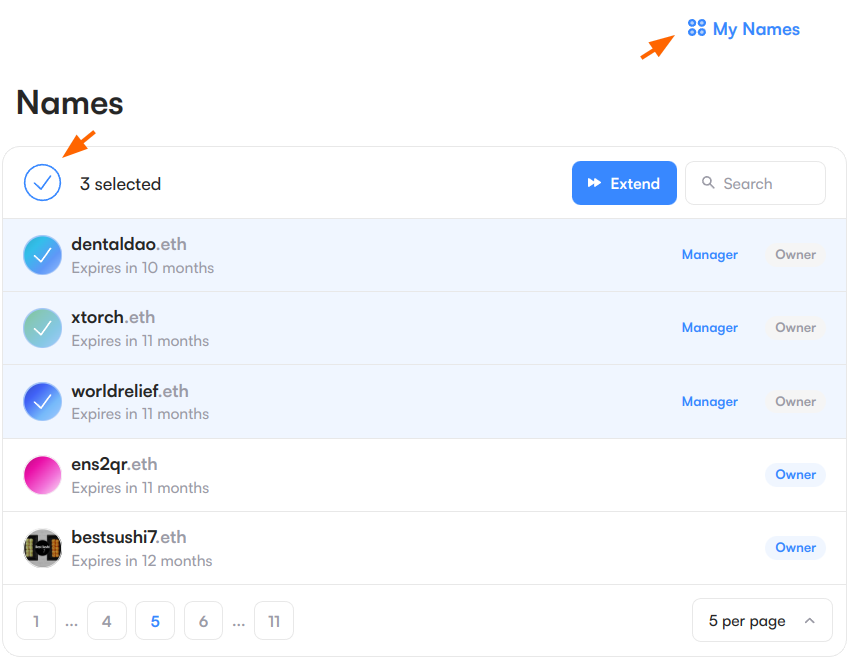 My Names
Names
3 selected
Extend
Search
dentaldao.eth
Expires in 10 months
Manager
Owner
xtorch.eth
Expires in 11 months
Manager
Owner
worldrelief.eth
Expires in 11 months
Manager
Owner
ens2qr.eth
Expires in 11 months
Owner
bestsushi7.eth
Expires in 12 months
Owner
1 ... 4 5 6 ... 11
5 per page